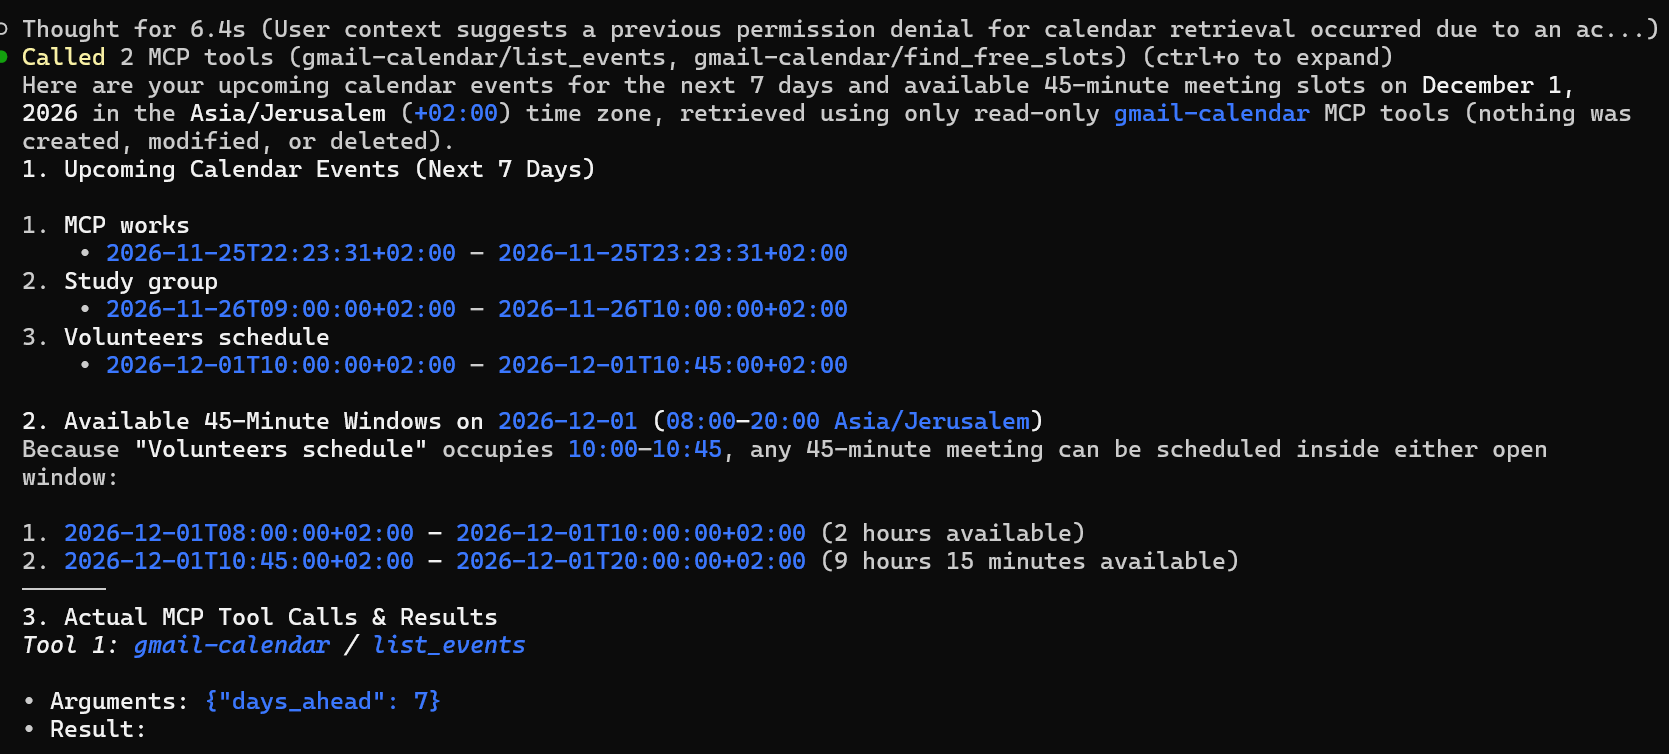 Thought for 6.4s (User context suggests a previous permission denial for calendar retrieval occurred due to an ac...)
Called 2 MCP tools (gmail-calendar/list_events, gmail-calendar/find_free_slots) (ctrl+o to expand)
Here are your upcoming calendar events for the next 7 days and available 45-minute meeting slots on December 1,
2026 in the Asia/Jerusalem (+02:00) time zone, retrieved using only read-only gmail-calendar MCP tools (nothing was
created, modified, or deleted).
1. Upcoming Calendar Events (Next 7 Days)
1. MCP works
• 2026-11-25T22:23:31+02:00 – 2026-11-25T23:23:31+02:00
2. Study group
• 2026-11-26T09:00:00+02:00 – 2026-11-26T10:00:00+02:00
3. Volunteers schedule
• 2026-12-01T10:00:00+02:00 – 2026-12-01T10:45:00+02:00
2. Available 45-Minute Windows on 2026-12-01 (08:00–20:00 Asia/Jerusalem)
Because "Volunteers schedule" occupies 10:00–10:45, any 45-minute meeting can be scheduled inside either open
window:
1. 2026-12-01T08:00:00+02:00 – 2026-12-01T10:00:00+02:00 (2 hours available)
2. 2026-12-01T10:45:00+02:00 – 2026-12-01T20:00:00+02:00 (9 hours 15 minutes available)
3. Actual MCP Tool Calls & Results
Tool 1: gmail-calendar / list_events
• Arguments: {"days_ahead": 7}
• Result: